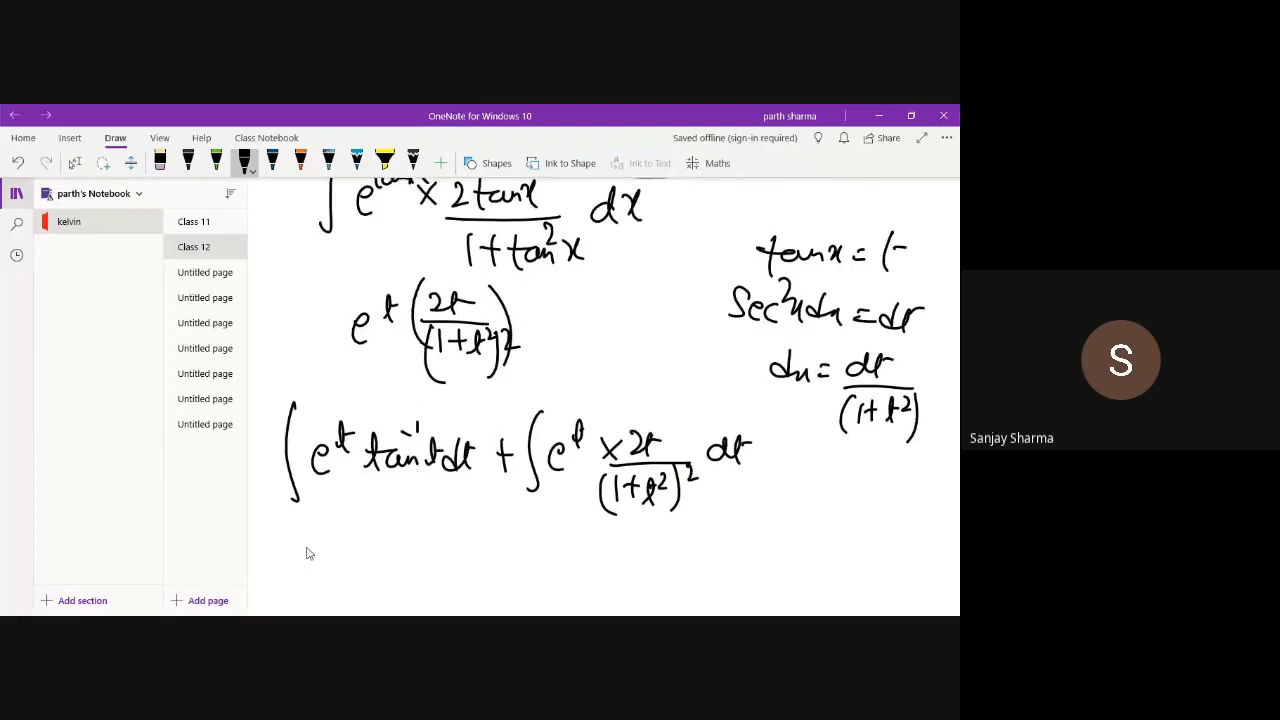 OneNote for Windows 10
parth sharma
Home Insert Draw View Help Class Notebook
Saved offline (sign-in required) Share
Shapes Ink to Shape Ink to Text Maths
parth's Notebook
kelvin
Class 11
Class 12
Untitled page
Untitled page
Untitled page
Untitled page
Untitled page
Untitled page
Untitled page
Add section
Add page
∫ e^tanx × 2tanx / 1+tan²x dx
tanx = t
Sec²x dx = dt
e^t (2t / (1+t²)²)
dx = dt / (1+t²)
∫ e^t tan⁻¹t dt + ∫ e^t × 2t / (1+t²)² dt
S
Sanjay Sharma